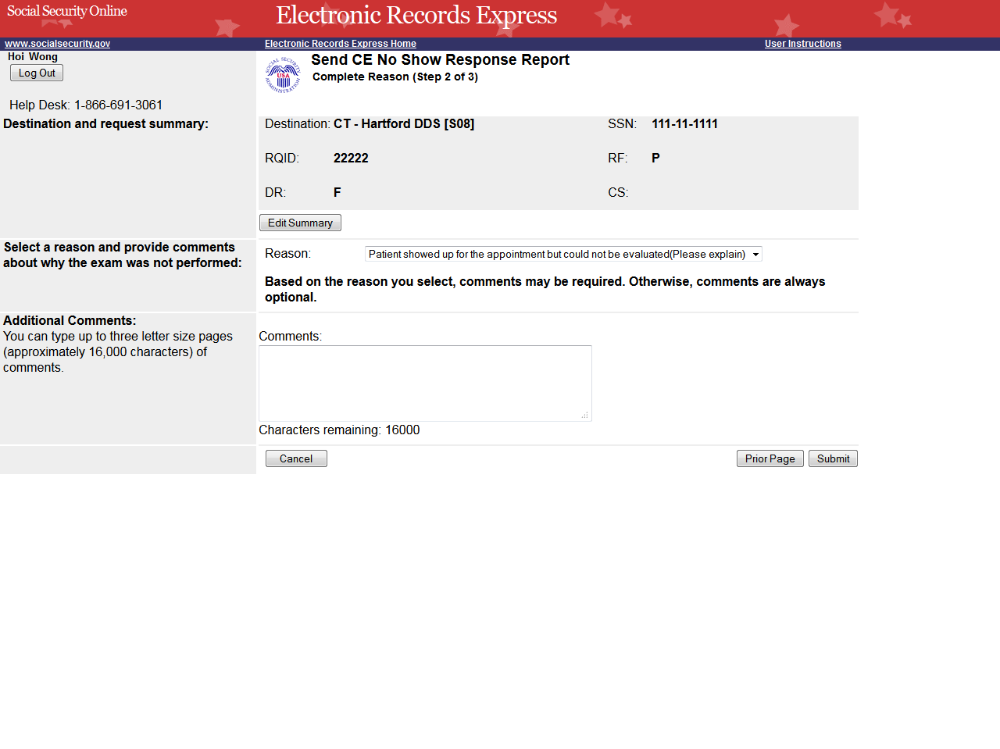 Social Security Online
Electronic Records Express
www.socialsecurity.gov
Electronic Records Express Home
User Instructions
Hoi Wong
Log Out
Help Desk: 1-866-691-3061
SOCIAL SECURITY ADMINISTRATION
USA
Send CE No Show Response Report
Complete Reason (Step 2 of 3)
Destination and request summary:
Destination: CT - Hartford DDS [S08]
SSN: 111-11-1111
RQID: 22222
RF: P
DR: F
CS:
Edit Summary
Select a reason and provide comments
about why the exam was not performed:
Reason: Patient showed up for the appointment but could not be evaluated(Please explain)
Based on the reason you select, comments may be required. Otherwise, comments are always
optional.
Additional Comments:
You can type up to three letter size pages
(approximately 16,000 characters) of
comments.
Comments:
Characters remaining: 16000
Cancel
Prior Page
Submit